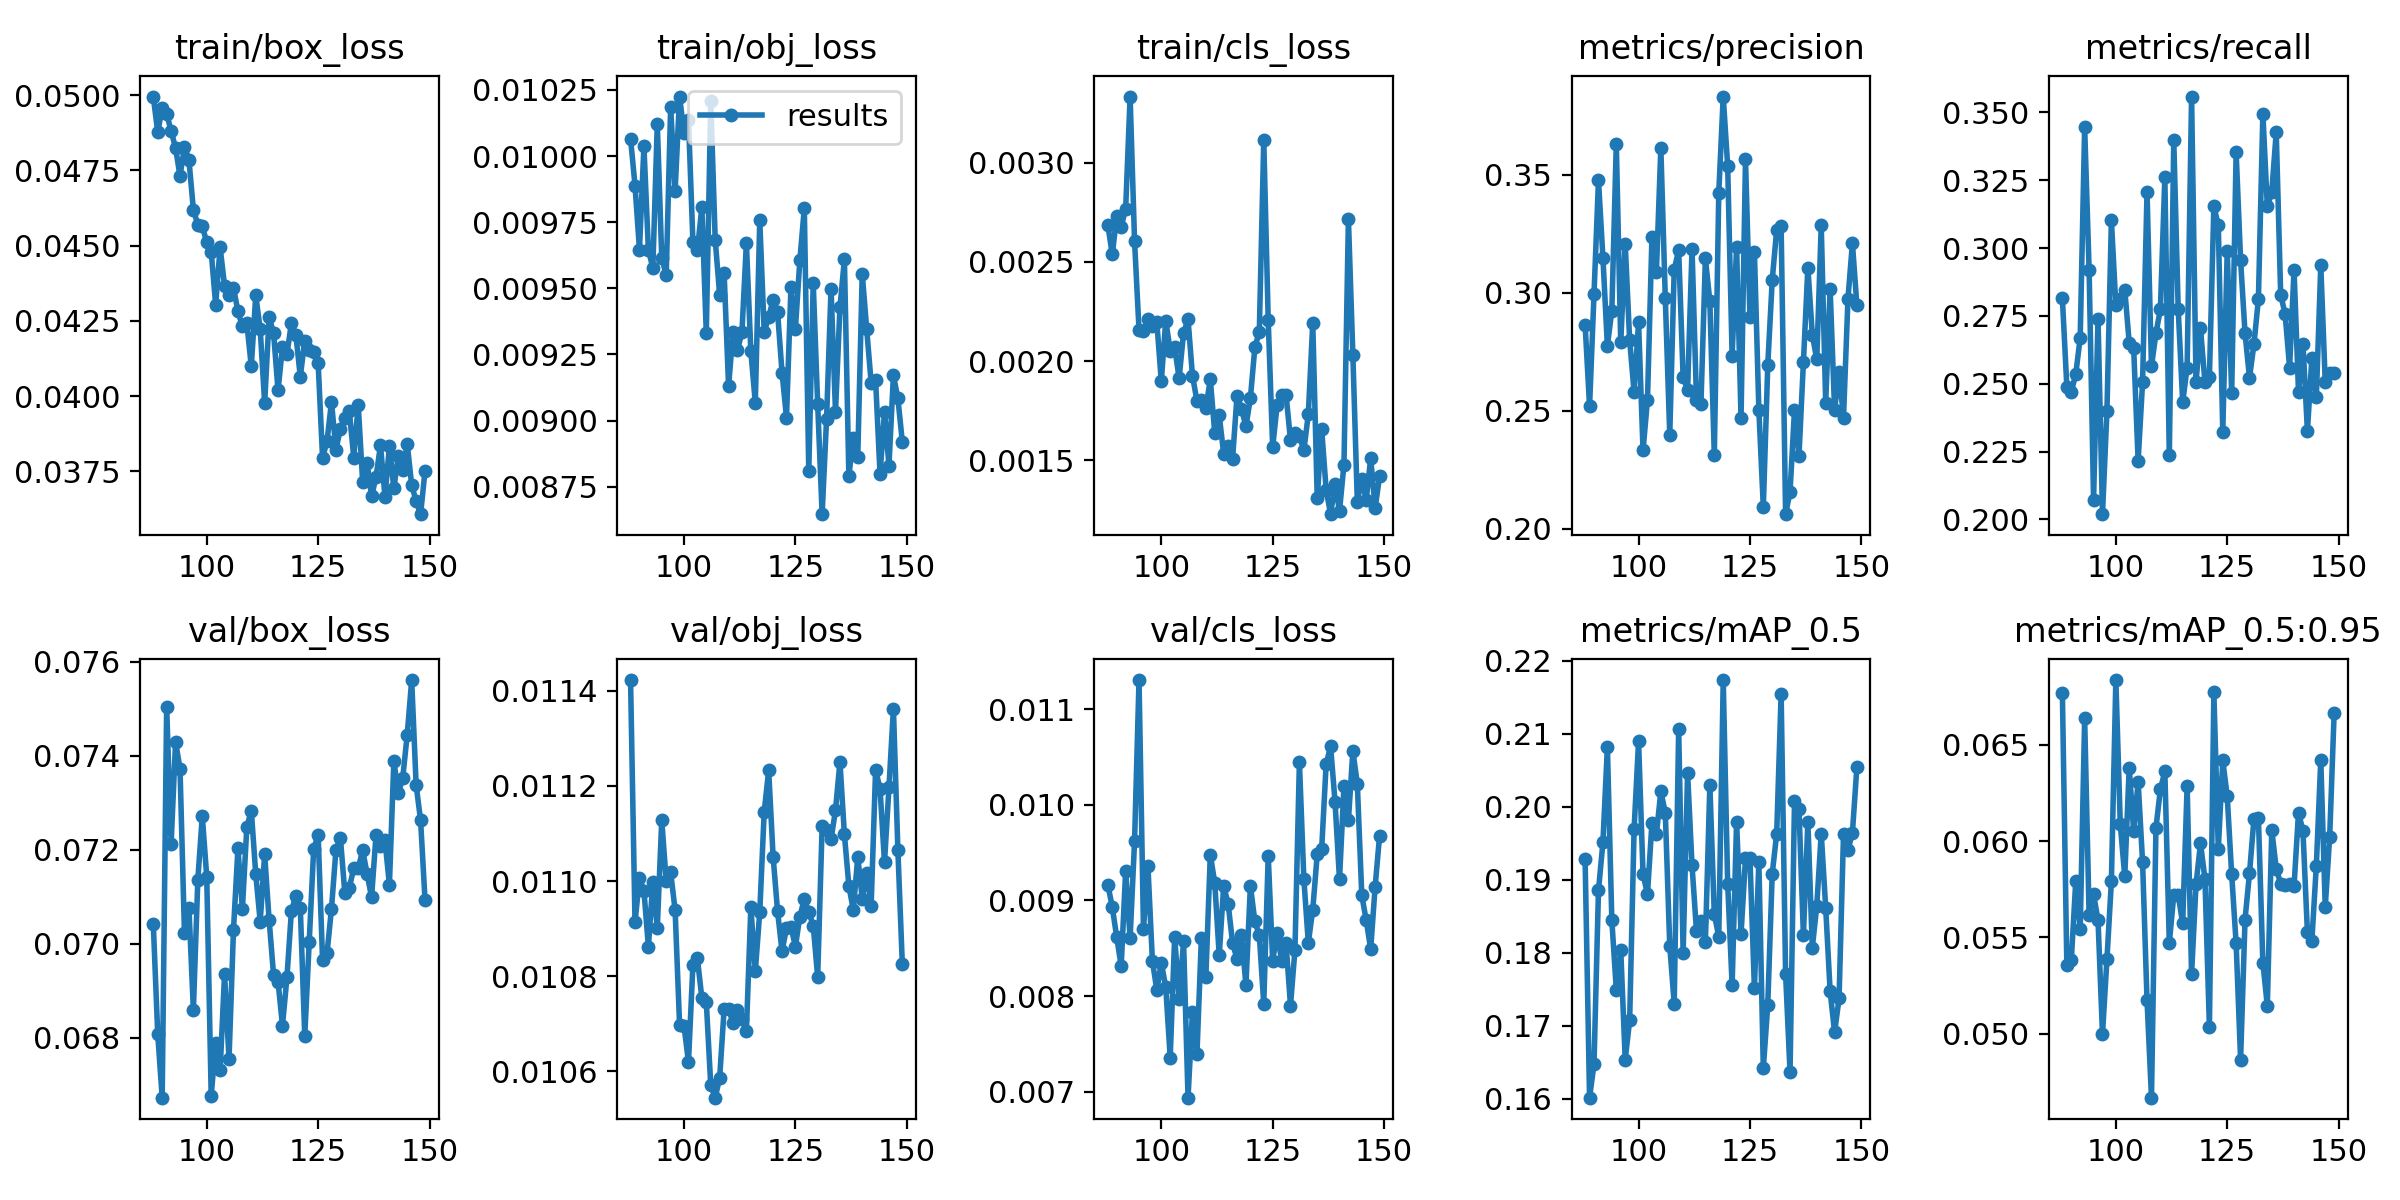 train/box_loss
0.0500
0.0475
0.0450
0.0425
0.0400
0.0375
100 125 150
train/obj_loss
results
0.01025
0.01000
0.00975
0.00950
0.00925
0.00900
0.00875
100 125 150
train/cls_loss
0.0030
0.0025
0.0020
0.0015
100 125 150
metrics/precision
0.35
0.30
0.25
0.20
100 125 150
metrics/recall
0.350
0.325
0.300
0.275
0.250
0.225
0.200
100 125 150
val/box_loss
0.076
0.074
0.072
0.070
0.068
100 125 150
val/obj_loss
0.0114
0.0112
0.0110
0.0108
0.0106
100 125 150
val/cls_loss
0.011
0.010
0.009
0.008
0.007
100 125 150
metrics/mAP_0.5
0.22
0.21
0.20
0.19
0.18
0.17
0.16
100 125 150
metrics/mAP_0.5:0.95
0.065
0.060
0.055
0.050
100 125 150